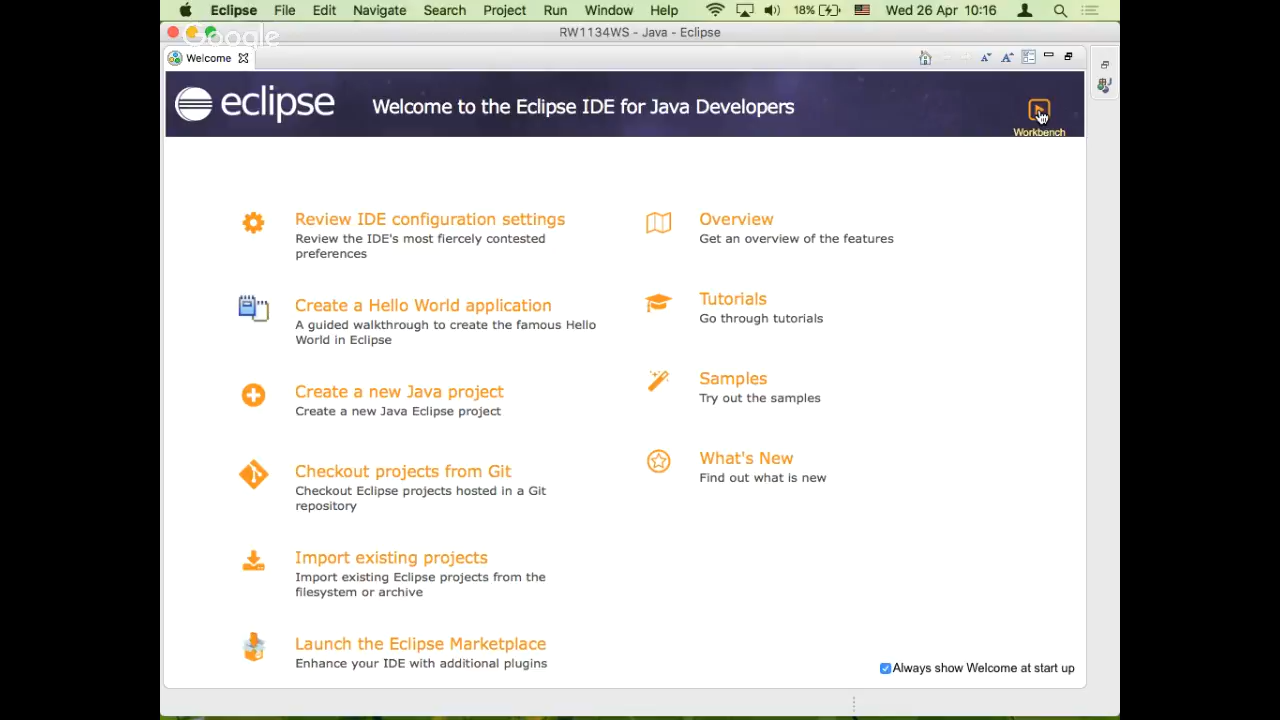 Eclipse File Edit Navigate Search Project Run Window Help 18% Wed 26 Apr 10:16
RW1134WS - Java - Eclipse
Google
Welcome
eclipse
Welcome to the Eclipse IDE for Java Developers
Workbench
Review IDE configuration settings
Review the IDE's most fiercely contested
preferences
Create a Hello World application
A guided walkthrough to create the famous Hello
World in Eclipse
Create a new Java project
Create a new Java Eclipse project
Checkout projects from Git
Checkout Eclipse projects hosted in a Git
repository
Import existing projects
Import existing Eclipse projects from the
filesystem or archive
Launch the Eclipse Marketplace
Enhance your IDE with additional plugins
Overview
Get an overview of the features
Tutorials
Go through tutorials
Samples
Try out the samples
What's New
Find out what is new
Always show Welcome at start up